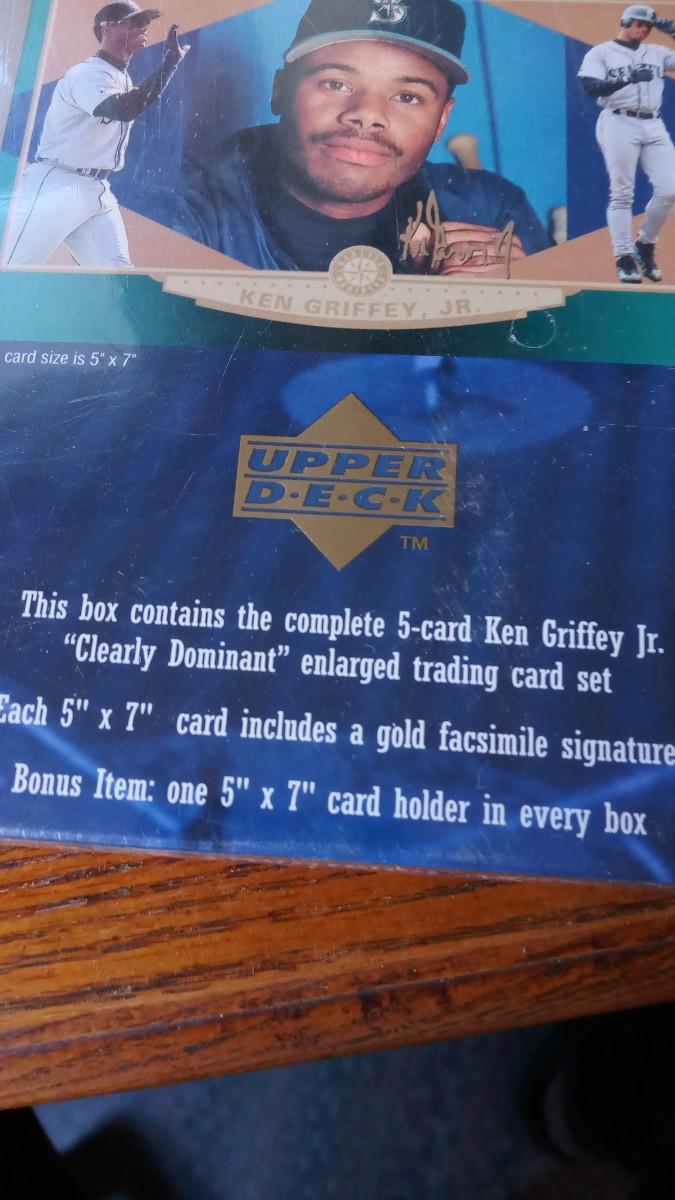 SEATTLE
KEN GRIFFEY, JR.
card size is 5" x 7"
UPPER
D·E·C·K
TM
This box contains the complete 5-card Ken Griffey Jr.
“Clearly Dominant” enlarged trading card set
Each 5" x 7" card includes a gold facsimile signature
Bonus Item: one 5" x 7" card holder in every box